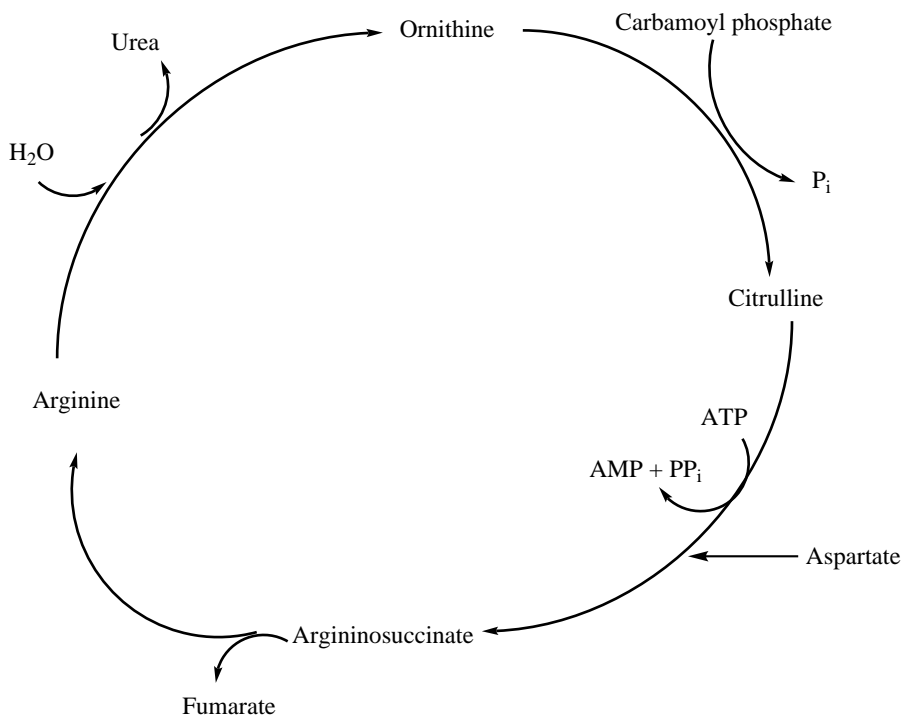 Carbamoyl phosphate
Ornithine
Urea
H₂O
Pᵢ
Citrulline
Arginine
ATP
AMP + PPᵢ
Aspartate
Argininosuccinate
Fumarate